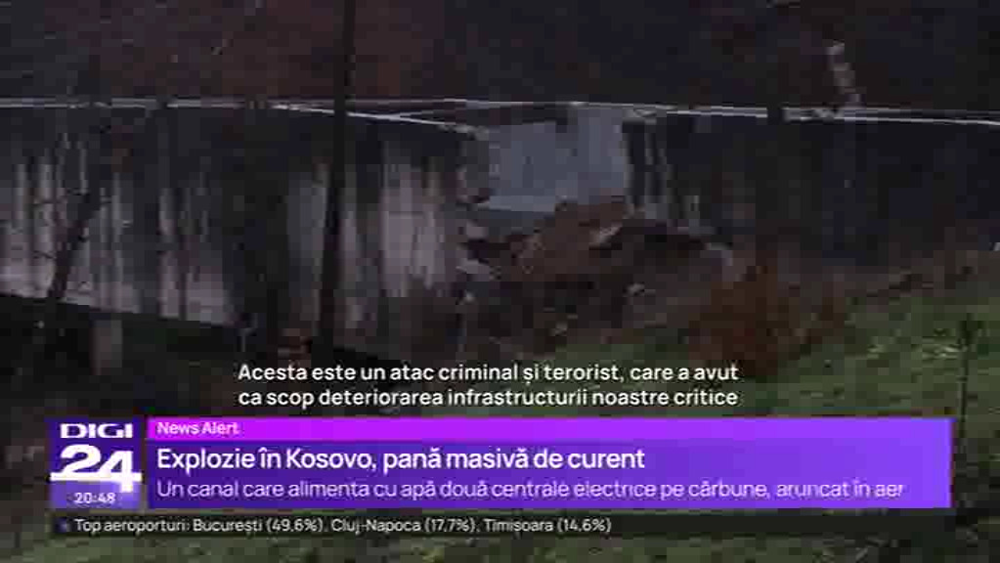 Acesta este un atac criminal și terorist, care a avut
ca scop deteriorarea infrastructurii noastre critice
DIGI
24
20:48
News Alert
Explozie în Kosovo, pană masivă de curent
Un canal care alimenta cu apă două centrale electrice pe cărbune, aruncat în aer
Top aeroporturi: București (49,6%), Cluj-Napoca (17,7%), Timișoara (14,6%)